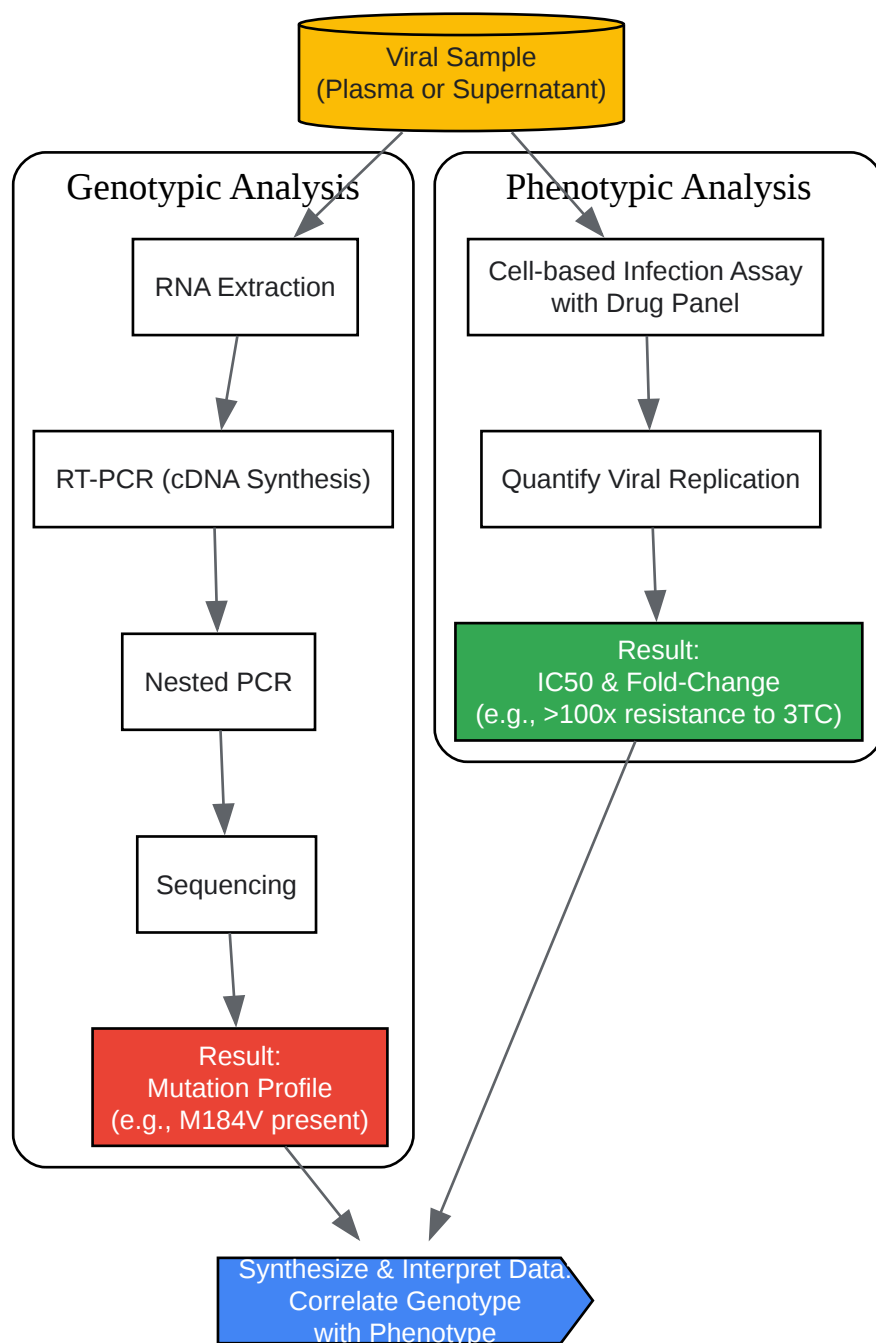 Viral Sample
(Plasma or Supernatant)
Genotypic Analysis
RNA Extraction
RT-PCR (cDNA Synthesis)
Nested PCR
Sequencing
Result:
Mutation Profile
(e.g., M184V present)
Phenotypic Analysis
Cell-based Infection Assay
with Drug Panel
Quantify Viral Replication
Result:
IC50 & Fold-Change
(e.g., >100x resistance to 3TC)
Synthesize & Interpret Data:
Correlate Genotype
with Phenotype